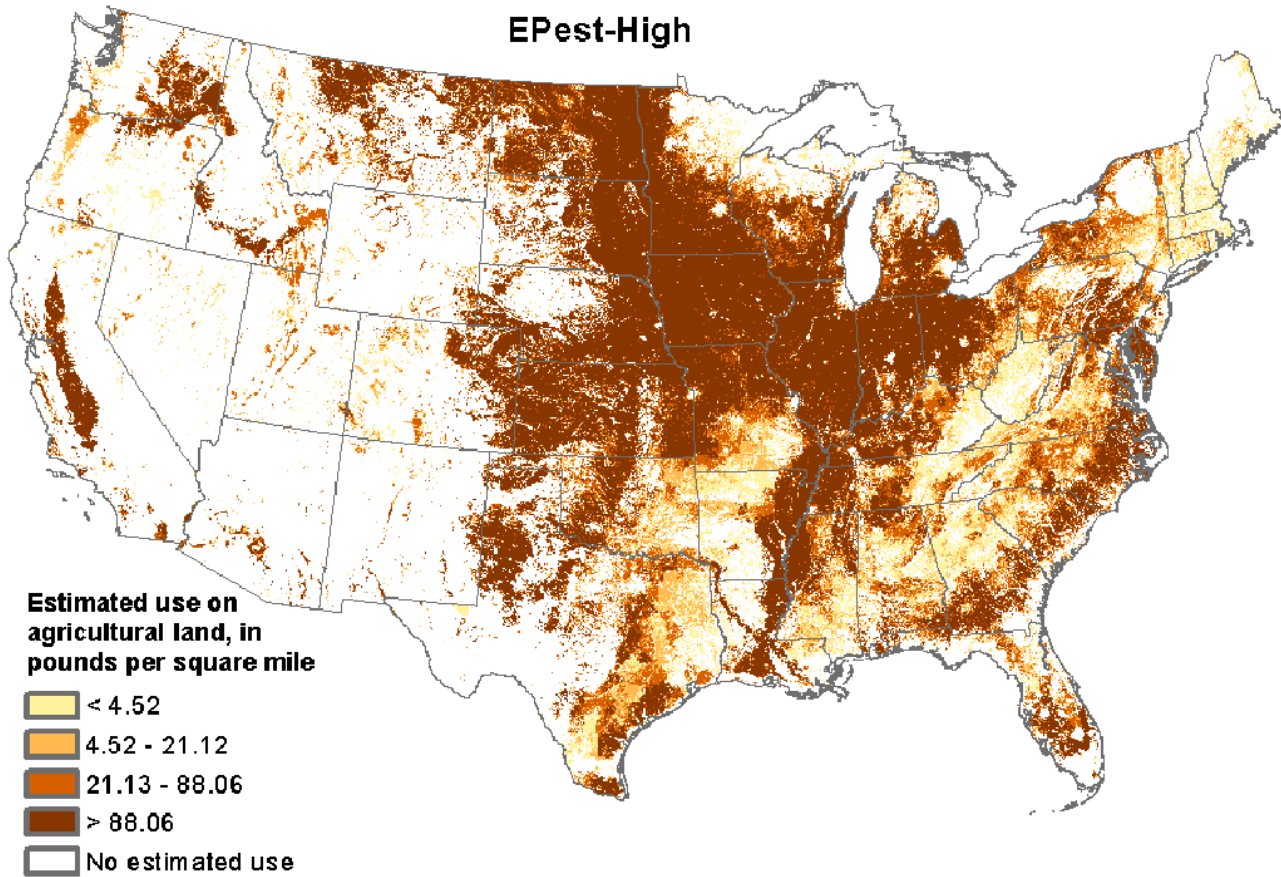 EPest-High
Estimated use on
agricultural land, in
pounds per square mile
< 4.52
4.52 - 21.12
21.13 - 88.06
> 88.06
No estimated use